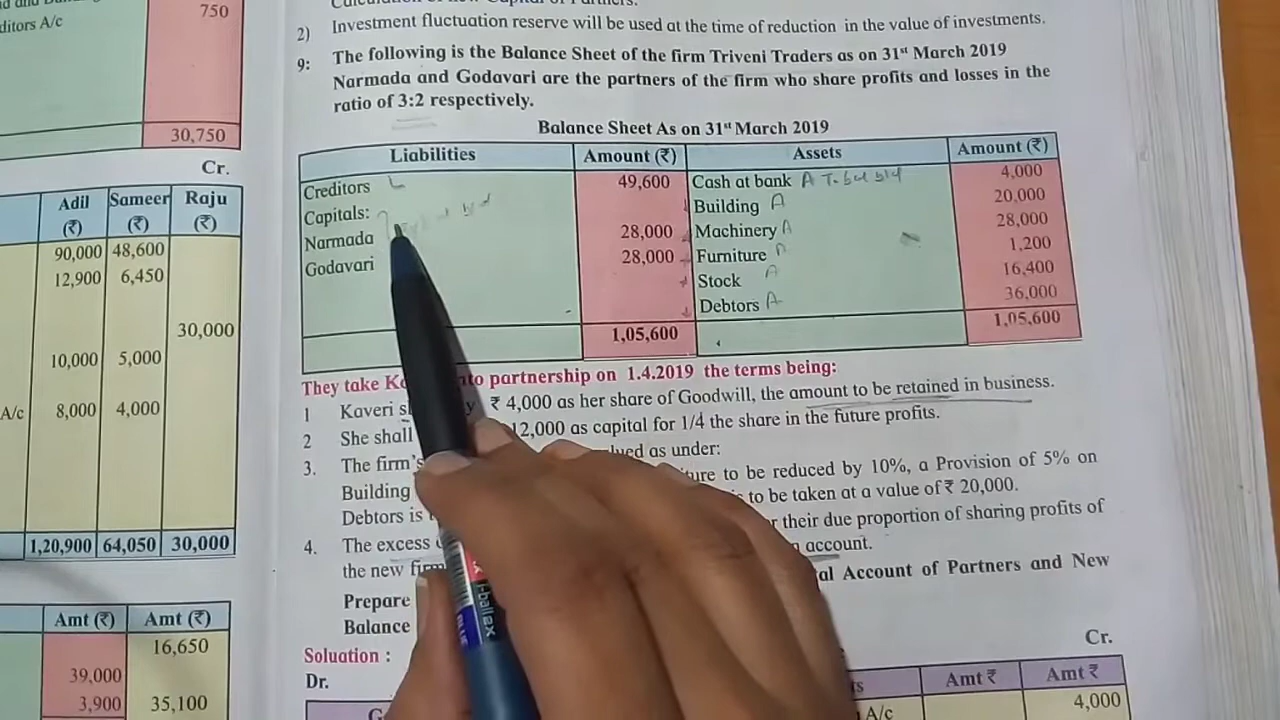 ditors A/c
750
30,750
Cr.
Adil Sameer Raju
(₹) (₹) (₹)
90,000 48,600
12,900 6,450
30,000
10,000 5,000
A/c 8,000 4,000
1,20,900 64,050 30,000
Amt (₹) Amt (₹)
16,650
39,000
3,900 35,100
2) Investment fluctuation reserve will be used at the time of reduction in the value of investments.
9: The following is the Balance Sheet of the firm Triveni Traders as on 31st March 2019
Narmada and Godavari are the partners of the firm who share profits and losses in the
ratio of 3:2 respectively.
Balance Sheet As on 31st March 2019
Liabilities Amount (₹) Assets Amount (₹)
Creditors 49,600 Cash at bank A 4,000
Capitals: Building A 20,000
Narmada 28,000 Machinery A 28,000
Godavari 28,000 Furniture A 1,200
Stock A 16,400
Debtors A 36,000
1,05,600 1,05,600
They take to partnership on 1.4.2019 the terms being:
1 Kaveri ₹ 4,000 as her share of Goodwill, the amount to be retained in business.
2 She shall 12,000 as capital for 1/4 the share in the future profits.
3. The firm's under:
Building to be reduced by 10%, a Provision of 5% on
Debtors is to be taken at a value of ₹ 20,000.
4. The excess their due proportion of sharing profits of
the new account.
Prepare Account of Partners and New
Balance
Soluation :
Dr. Cr.
Amt ₹ Amt ₹
A/c 4,000